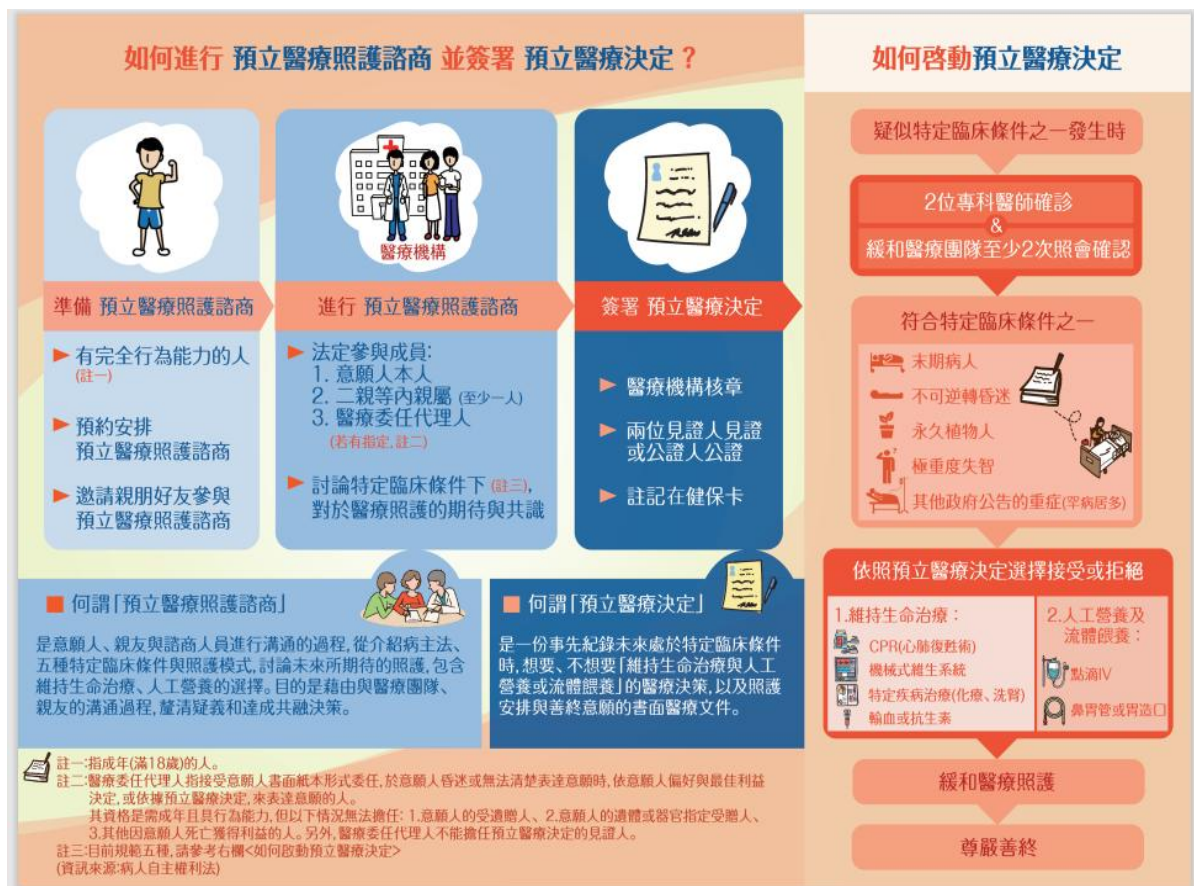 如何進行 預立醫療照護諮商 並簽署 預立醫療決定？
醫療機構
準備 預立醫療照護諮商
進行 預立醫療照護諮商
簽署 預立醫療決定
▶ 有完全行為能力的人
(註一)
▶ 預約安排
預立醫療照護諮商
▶ 邀請親朋好友參與
預立醫療照護諮商
▶ 法定參與成員:
1. 意願人本人
2. 二親等內親屬 (至少一人)
3. 醫療委任代理人
(若有指定,註二)
▶ 討論特定臨床條件下 (註三),
對於醫療照護的期待與共識
▶ 醫療機構核章
▶ 兩位見證人見證
或公證人公證
▶ 註記在健保卡
■ 何謂「預立醫療照護諮商」
是意願人、親友與諮商人員進行溝通的過程,從介紹病主法、
五種特定臨床條件與照護模式,討論未來所期待的照護,包含
維持生命治療、人工營養的選擇。目的是藉由與醫療團隊、
親友的溝通過程,釐清疑義和達成共融決策。
■ 何謂「預立醫療決定」
是一份事先紀錄未來處於特定臨床條件
時,想要、不想要「維持生命治療與人工
營養或流體餵養」的醫療決策,以及照護
安排與善終意願的書面醫療文件。
註一:指成年(滿18歲)的人。
註二:醫療委任代理人指接受意願人書面紙本形式委任,於意願人昏迷或無法清楚表達意願時,依意願人偏好與最佳利益
決定,或依據預立醫療決定,來表達意願的人。
其資格是需成年且具行為能力,但以下情況無法擔任: 1.意願人的受遺贈人、2.意願人的遺體或器官指定受贈人、
3.其他因意願人死亡獲得利益的人。另外,醫療委任代理人不能擔任預立醫療決定的見證人。
註三:目前規範五種,請參考右欄<如何啟動預立醫療決定>
(資訊來源:病人自主權利法)
如何啓動預立醫療決定
疑似特定臨床條件之一發生時
2位專科醫師確診
&
緩和醫療團隊至少2次照會確認
符合特定臨床條件之一
末期病人
不可逆轉昏迷
永久植物人
極重度失智
其他政府公告的重症(罕病居多)
依照預立醫療決定選擇接受或拒絕
1.維持生命治療：
CPR(心肺復甦術)
機械式維生系統
特定疾病治療(化療、洗腎)
輸血或抗生素
2.人工營養及
流體餵養：
點滴IV
鼻胃管或胃造口
緩和醫療照護
尊嚴善終